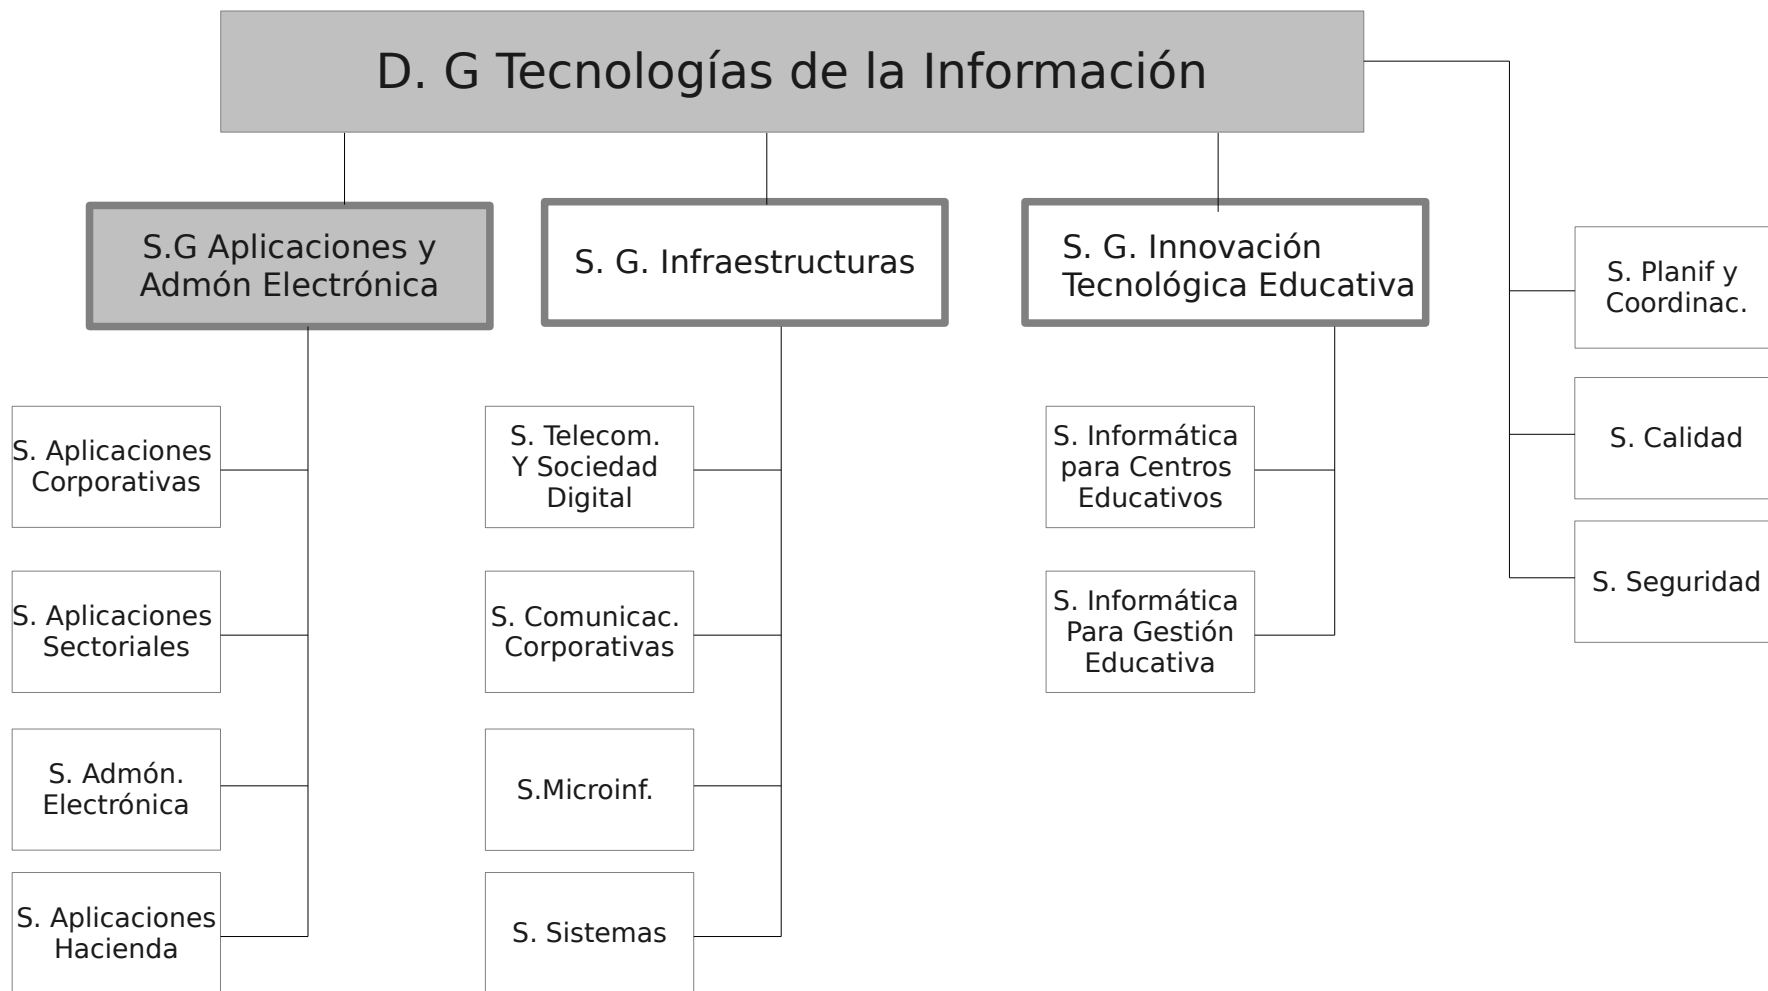 D. G Tecnologías de la Información
S.G Aplicaciones y
Admón Electrónica
S. G. Infraestructuras
S. G. Innovación
Tecnológica Educativa
S. Planif y
Coordinac.
S. Calidad
S. Seguridad
S. Aplicaciones
Corporativas
S. Aplicaciones
Sectoriales
S. Admón.
Electrónica
S. Aplicaciones
Hacienda
S. Telecom.
Y Sociedad
Digital
S. Comunicac.
Corporativas
S.Microinf.
S. Sistemas
S. Informática
para Centros
Educativos
S. Informática
Para Gestión
Educativa